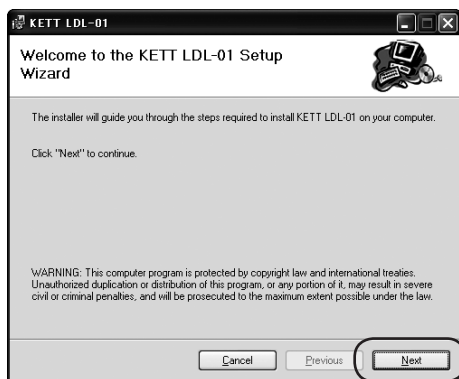 KETT LDL-01
Welcome to the KETT LDL-01 Setup
Wizard
The installer will guide you through the steps required to install KETT LDL-01 on your computer.
Click "Next" to continue.
WARNING: This computer program is protected by copyright law and international treaties.
Unauthorized duplication or distribution of this program, or any portion of it, may result in severe
civil or criminal penalties, and will be prosecuted to the maximum extent possible under the law.
Cancel Previous Next